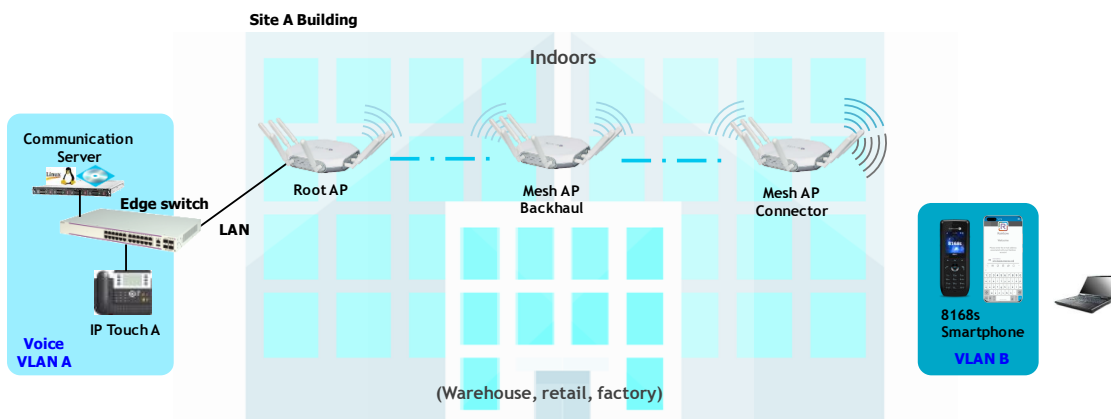 Site A Building
Indoors
Communication
Server
Linux
Edge switch
LAN
IP Touch A
Voice
VLAN A
Root AP
Mesh AP
Backhaul
Mesh AP
Connector
8168s
Smartphone
VLAN B
(Warehouse, retail, factory)